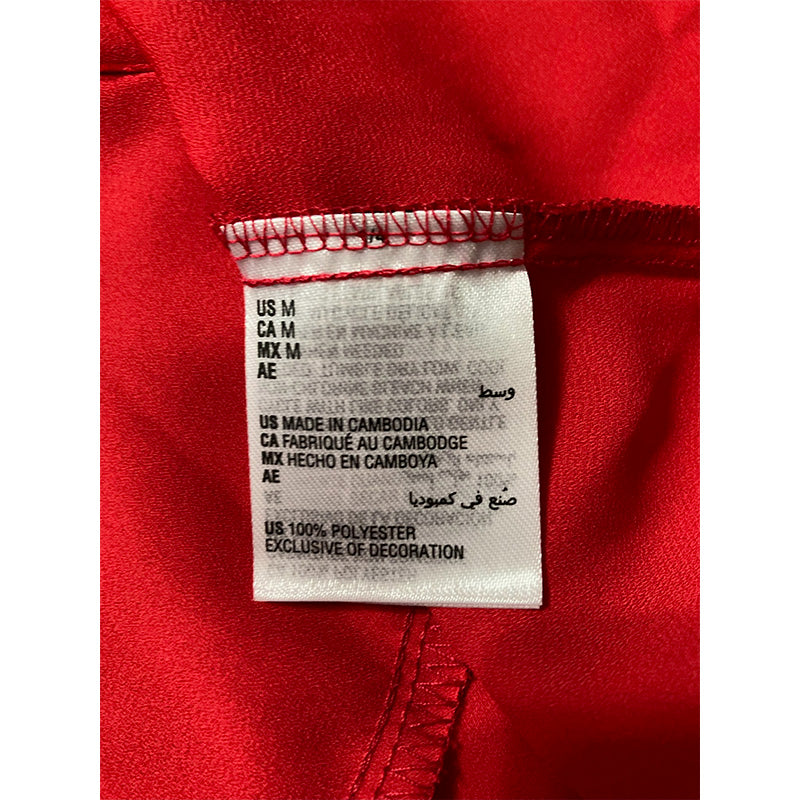 US M
CA M
MX M
AE
وسط
US MADE IN CAMBODIA
CA FABRIQUÉ AU CAMBODGE
MX HECHO EN CAMBOYA
AE
صُنع في كمبوديا
US 100% POLYESTER
EXCLUSIVE OF DECORATION